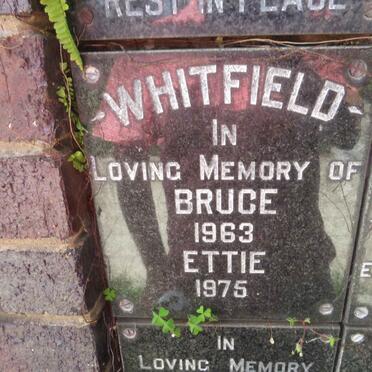 REST IN PEACE
WHITFIELD
IN
LOVING MEMORY OF
BRUCE
1963
ETTIE
1975
IN
LOVING MEMORY